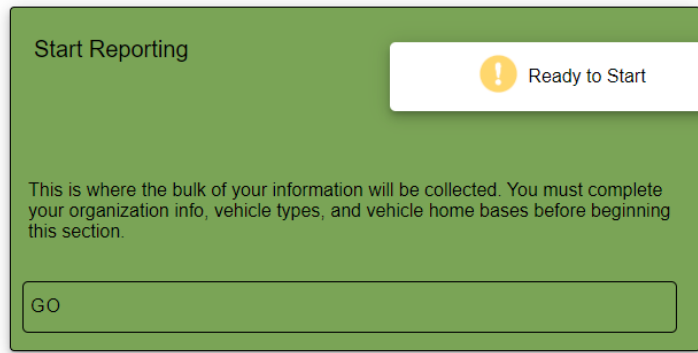 Start Reporting
Ready to Start
This is where the bulk of your information will be collected. You must complete
your organization info, vehicle types, and vehicle home bases before beginning
this section.
GO